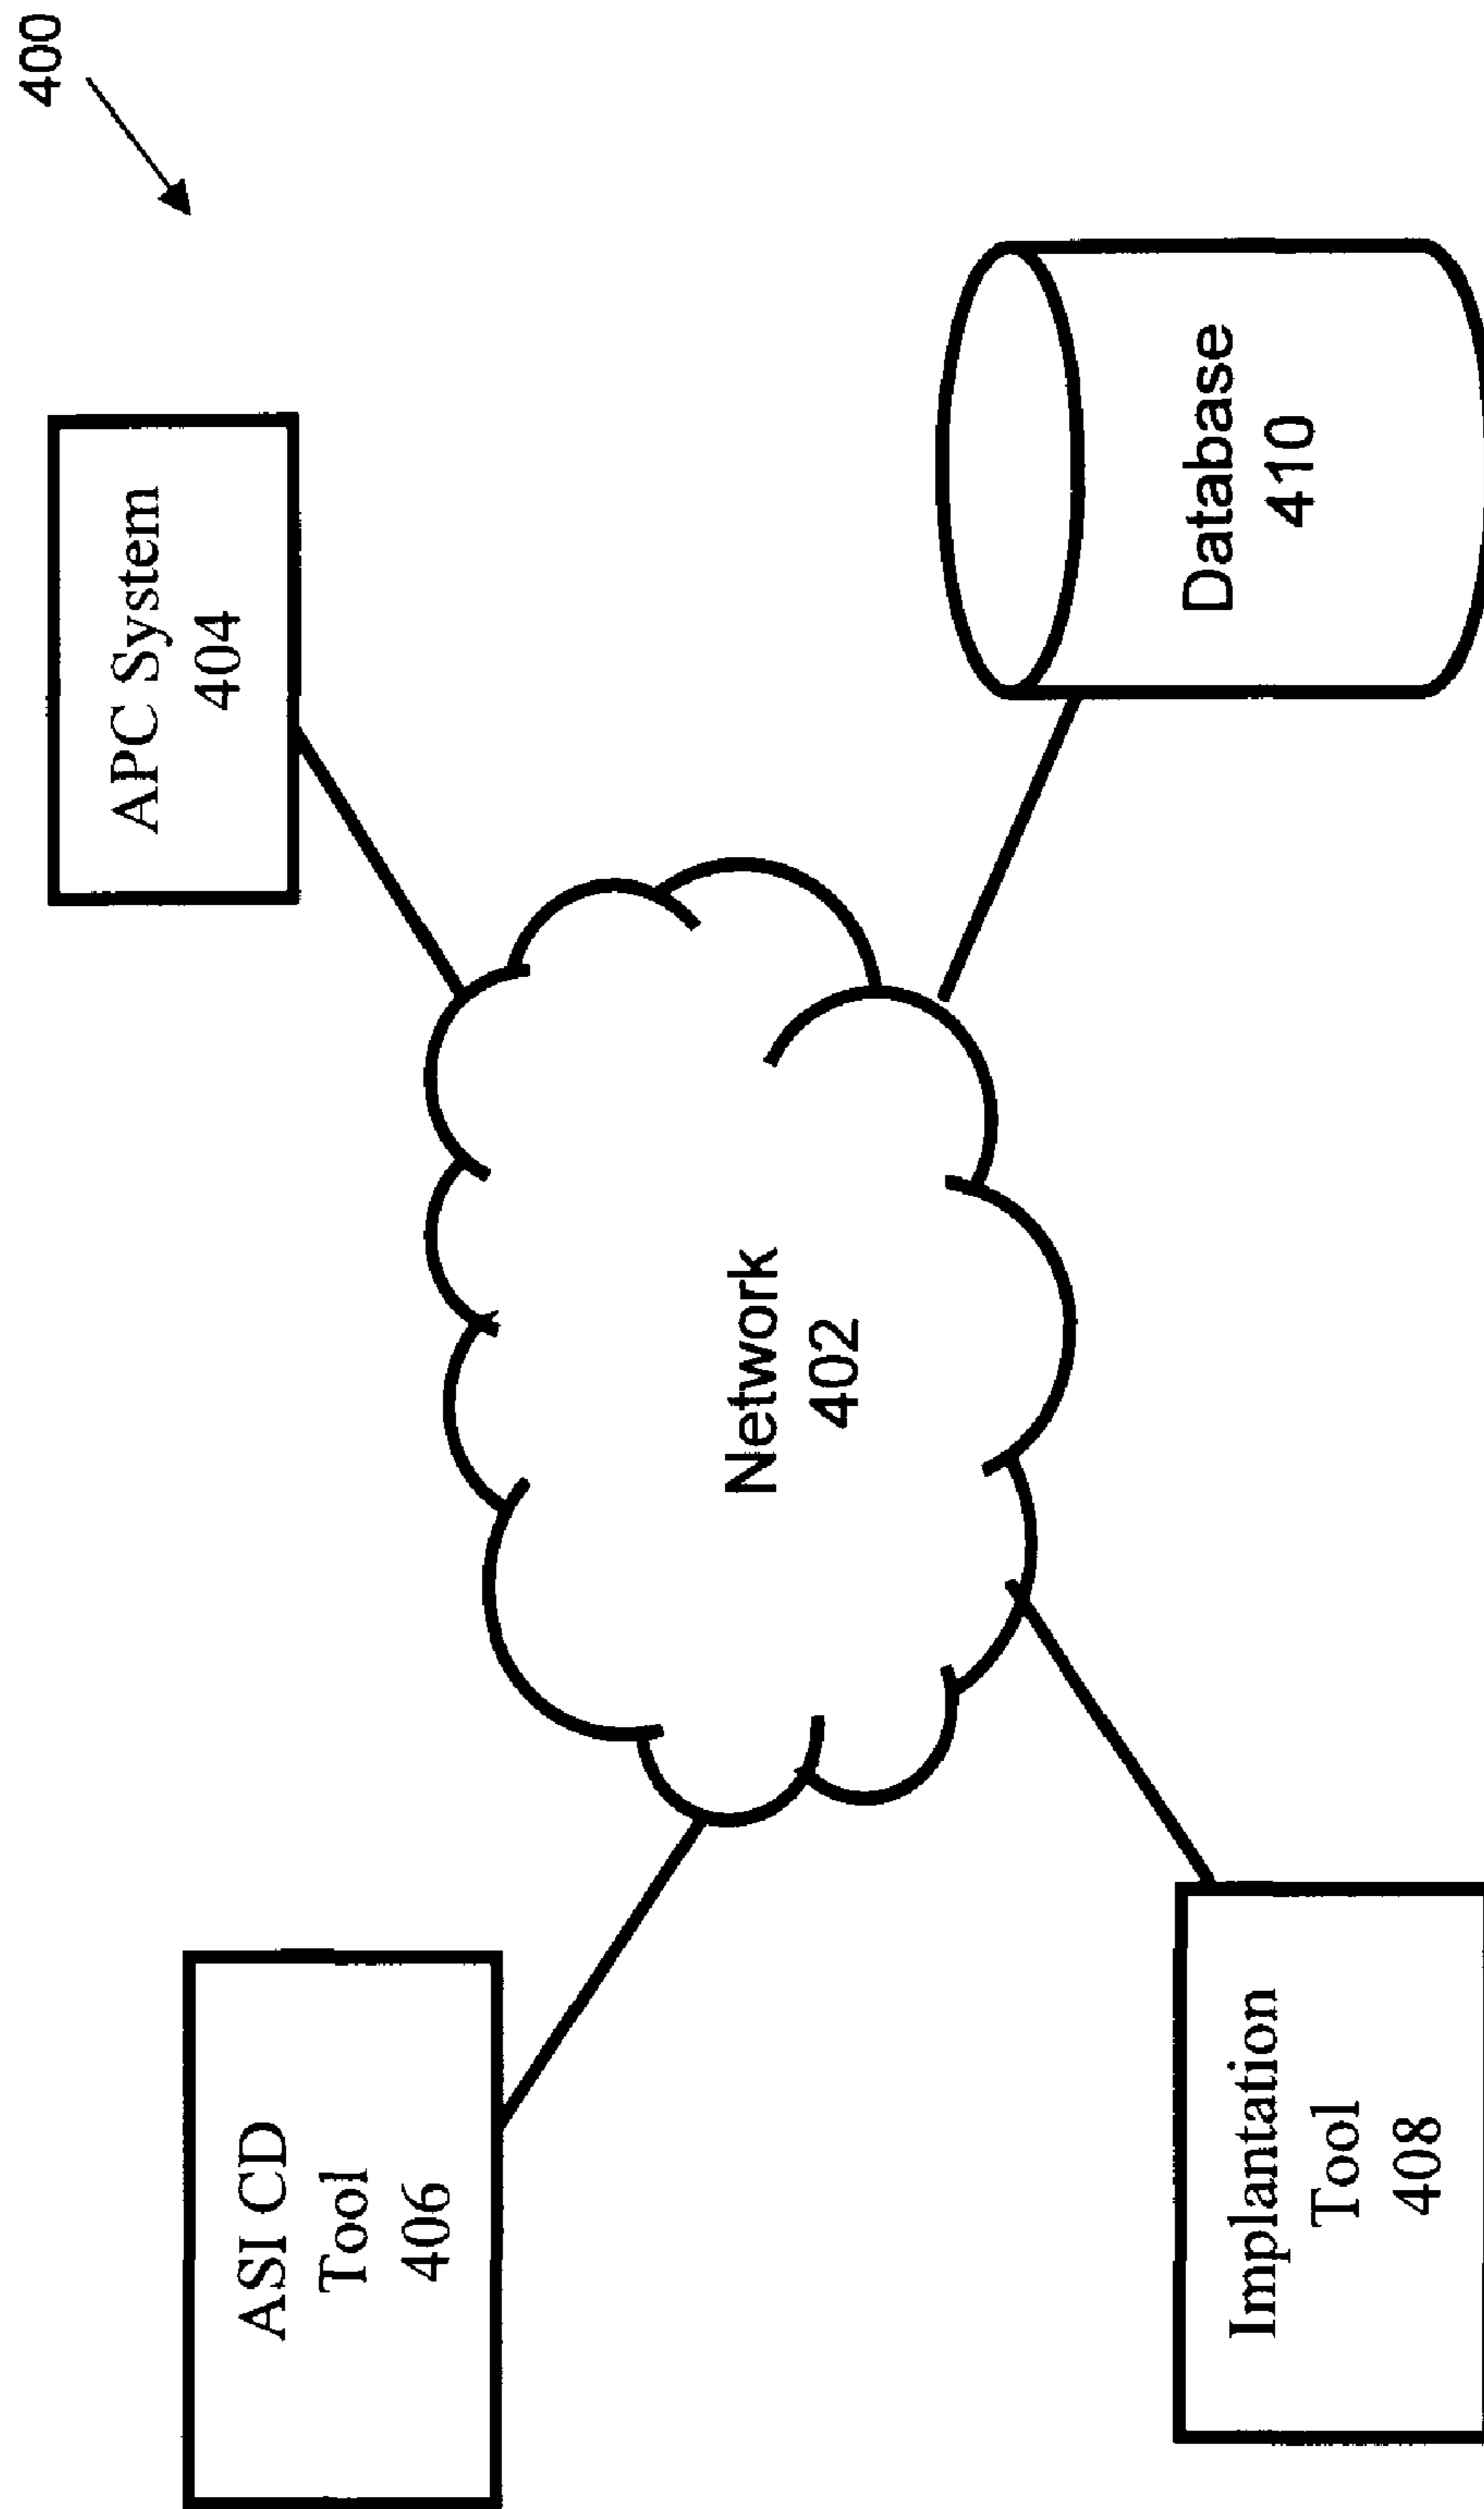 400
APC System
404
Database
410
Network
402
ASI CD
Tool
406
Implantation
Tool
408